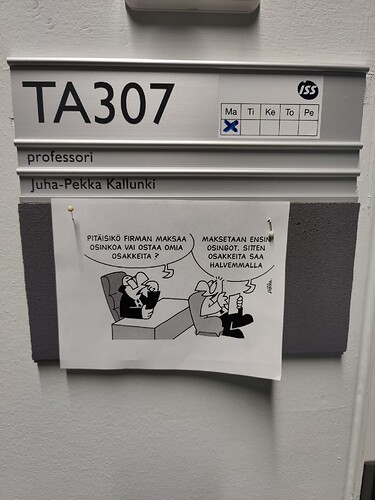 TA307
iss
Ma Ti Ke To Pe
professori
Juha-Pekka Kallunki
PITÄISIKÖ FIRMAN MAKSAA
OSINKOA VAI OSTAA OMIA
OSAKKEITA ?
MAKSETAAN ENSIN
OSINGOT. SITTEN
OSAKKEITA SAA
HALVEMMALLA